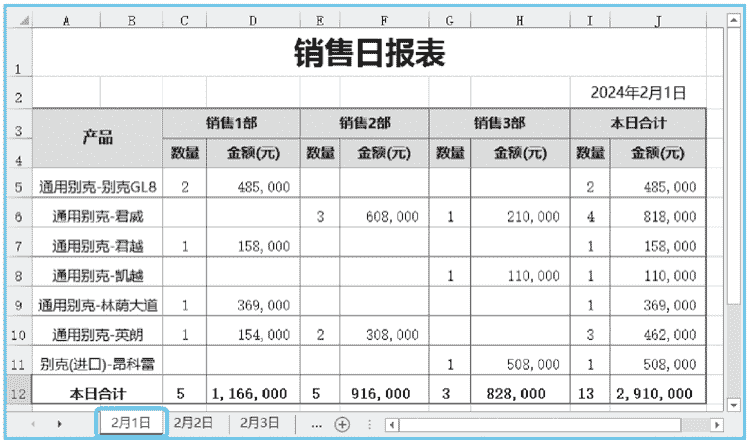 A B C D E F G H I J
1 销售日报表
2 2024年2月1日
3 产品 销售1部 销售2部 销售3部 本日合计
4 数量 金额(元) 数量 金额(元) 数量 金额(元) 数量 金额(元)
5 通用别克-别克GL8 2 485,000 2 485,000
6 通用别克-君威 3 608,000 1 210,000 4 818,000
7 通用别克-君越 1 158,000 1 158,000
8 通用别克-凯越 1 110,000 1 110,000
9 通用别克-林荫大道 1 369,000 1 369,000
10 通用别克-英朗 1 154,000 2 308,000 3 462,000
11 别克(进口)-昂科雷 1 508,000 1 508,000
12 本日合计 5 1,166,000 5 916,000 3 828,000 13 2,910,000
2月1日 2月2日 2月3日 ...